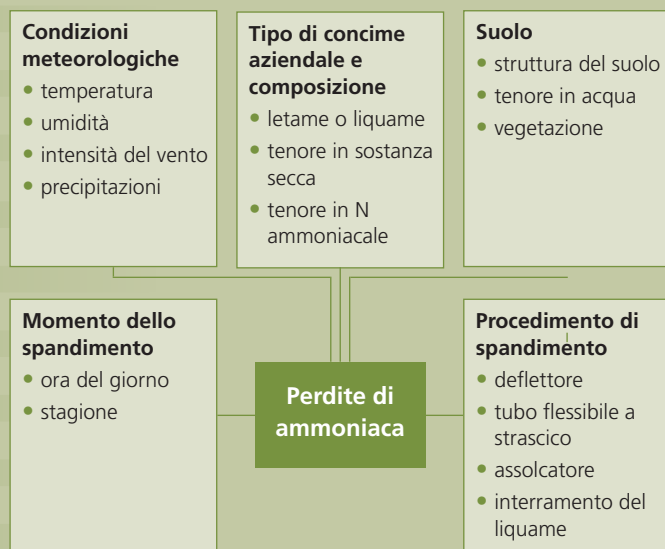 Condizioni
meteorologiche
• temperatura
• umidità
• intensità del vento
• precipitazioni
Tipo di concime
aziendale e
composizione
• letame o liquame
• tenore in sostanza
secca
• tenore in N
ammoniacale
Suolo
• struttura del suolo
• tenore in acqua
• vegetazione
Momento dello
spandimento
• ora del giorno
• stagione
Perdite di
ammoniaca
Procedimento di
spandimento
• deflettore
• tubo flessibile a
strascico
• assolcatore
• interramento del
liquame